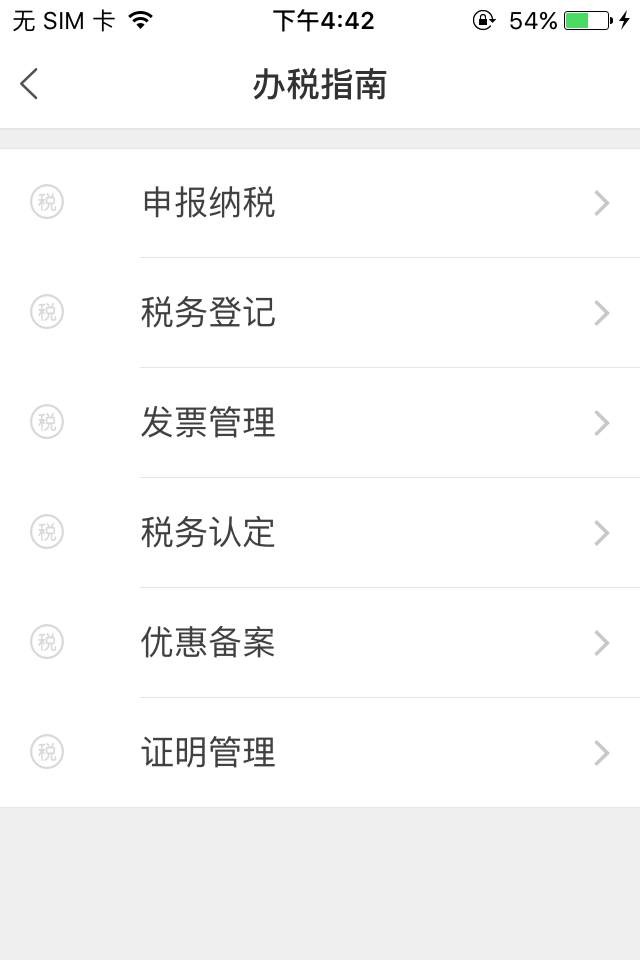 无 SIM 卡 下午4:42 54%
办税指南
税 申报纳税
税 税务登记
税 发票管理
税 税务认定
税 优惠备案
税 证明管理